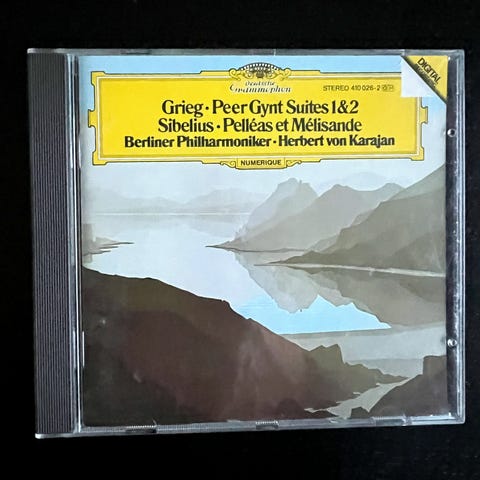 Deutsche
Grammophon
STEREO 410 026-2
Grieg · Peer Gynt Suites 1 & 2
Sibelius · Pelléas et Mélisande
Berliner Philharmoniker · Herbert von Karajan
NUMERIQUE
DIGITAL